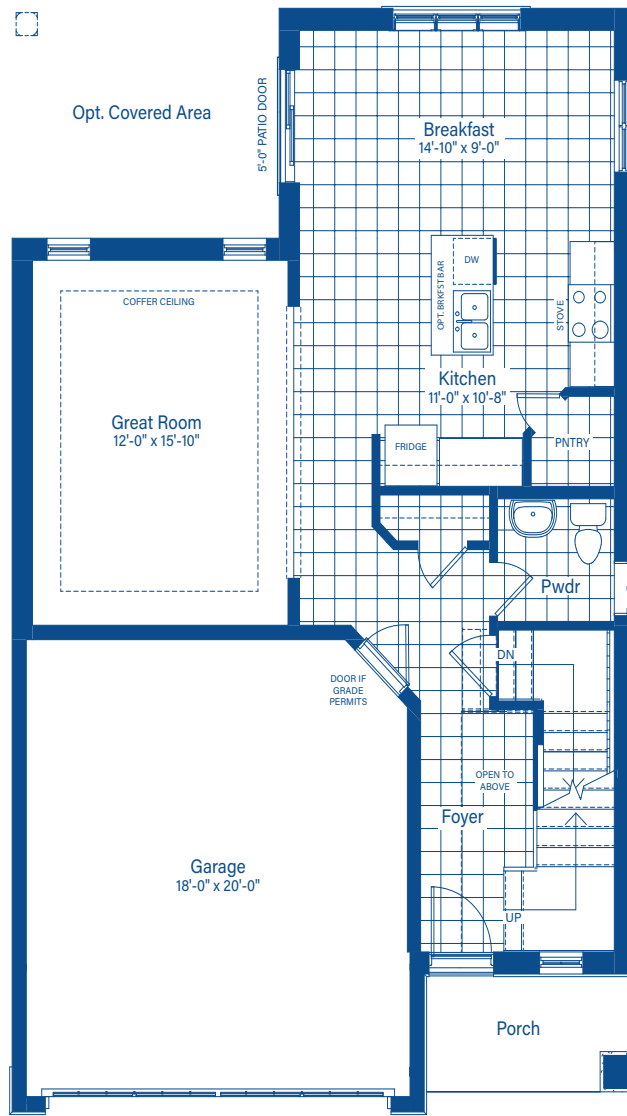 Opt. Covered Area
5'-0" PATIO DOOR
Breakfast
14'-10" x 9'-0"
OPT. BRKFST BAR
DW
STOVE
COFFER CEILING
Kitchen
11'-0" x 10'-8"
Great Room
12'-0" x 15'-10"
FRIDGE
PNTRY
Pwdr
DN
DOOR IF
GRADE
PERMITS
OPEN TO
ABOVE
Foyer
Garage
18'-0" x 20'-0"
UP
Porch